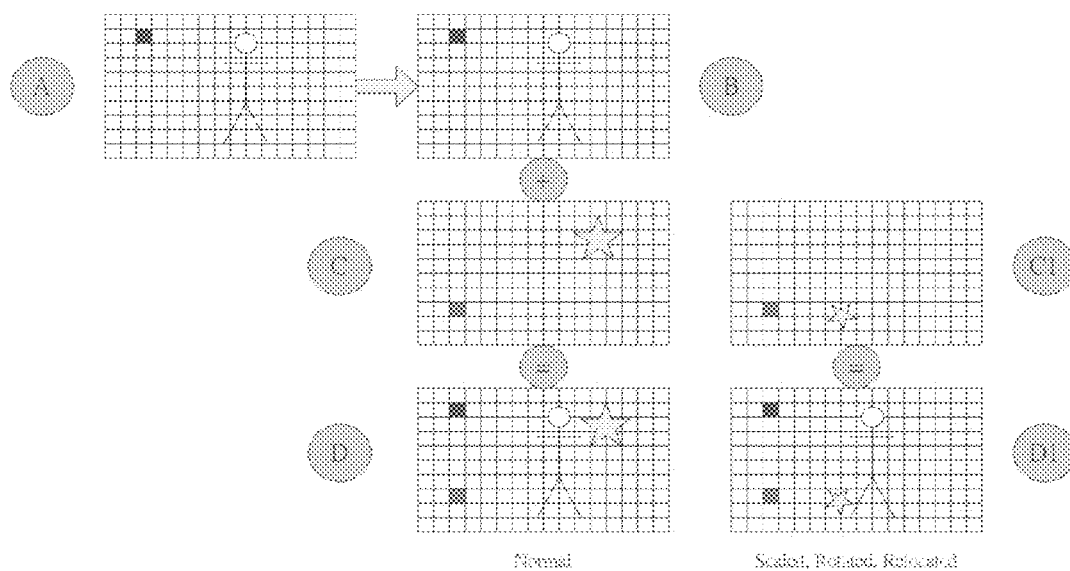 A
B
+
C
C1
=
=
D
D1
Normal
Scaled, Rotated, Relocated